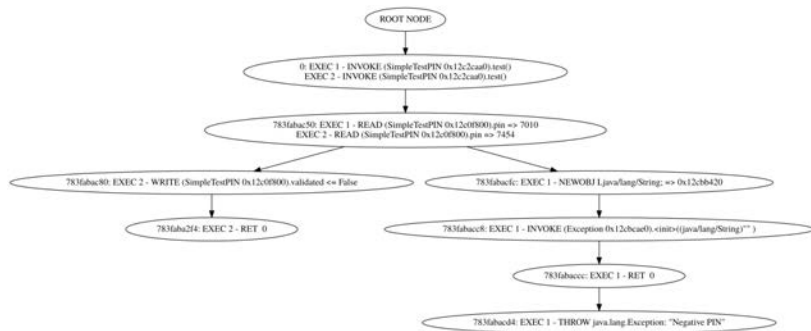 ROOT NODE
0: EXEC 1 - INVOKE (SimpleTestPIN 0x12c2caa0).test()
EXEC 2 - INVOKE (SimpleTestPIN 0x12c2caa0).test()
783fabac50: EXEC 1 - READ (SimpleTestPIN 0x12c0f800).pin => 7010
EXEC 2 - READ (SimpleTestPIN 0x12c0f800).pin => 7454
783fabac80: EXEC 2 - WRITE (SimpleTestPIN 0x12c0f800).validated <= False
783fabacfc: EXEC 1 - NEWOBJ Ljava/lang/String; => 0x12cbb420
783faba2f4: EXEC 2 - RET 0
783fabacc8: EXEC 1 - INVOKE (Exception 0x12cbcae0).<init>((java/lang/String)"" )
783fabaccc: EXEC 1 - RET 0
783fabacd4: EXEC 1 - THROW java.lang.Exception: "Negative PIN"